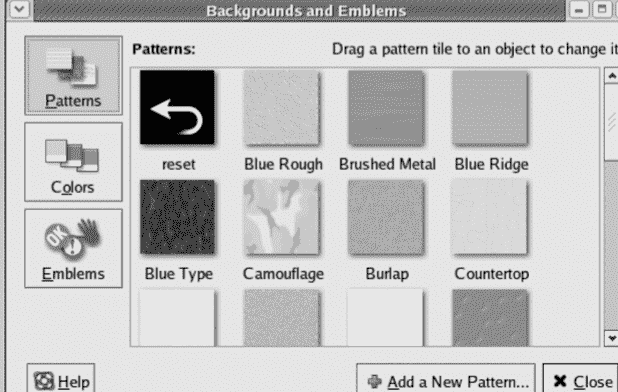 Backgrounds and Emblems
Patterns: Drag a pattern tile to an object to change it
Patterns
Colors
Emblems
reset Blue Rough Brushed Metal Blue Ridge
Blue Type Camouflage Burlap Countertop
OK
Help Add a New Pattern... Close